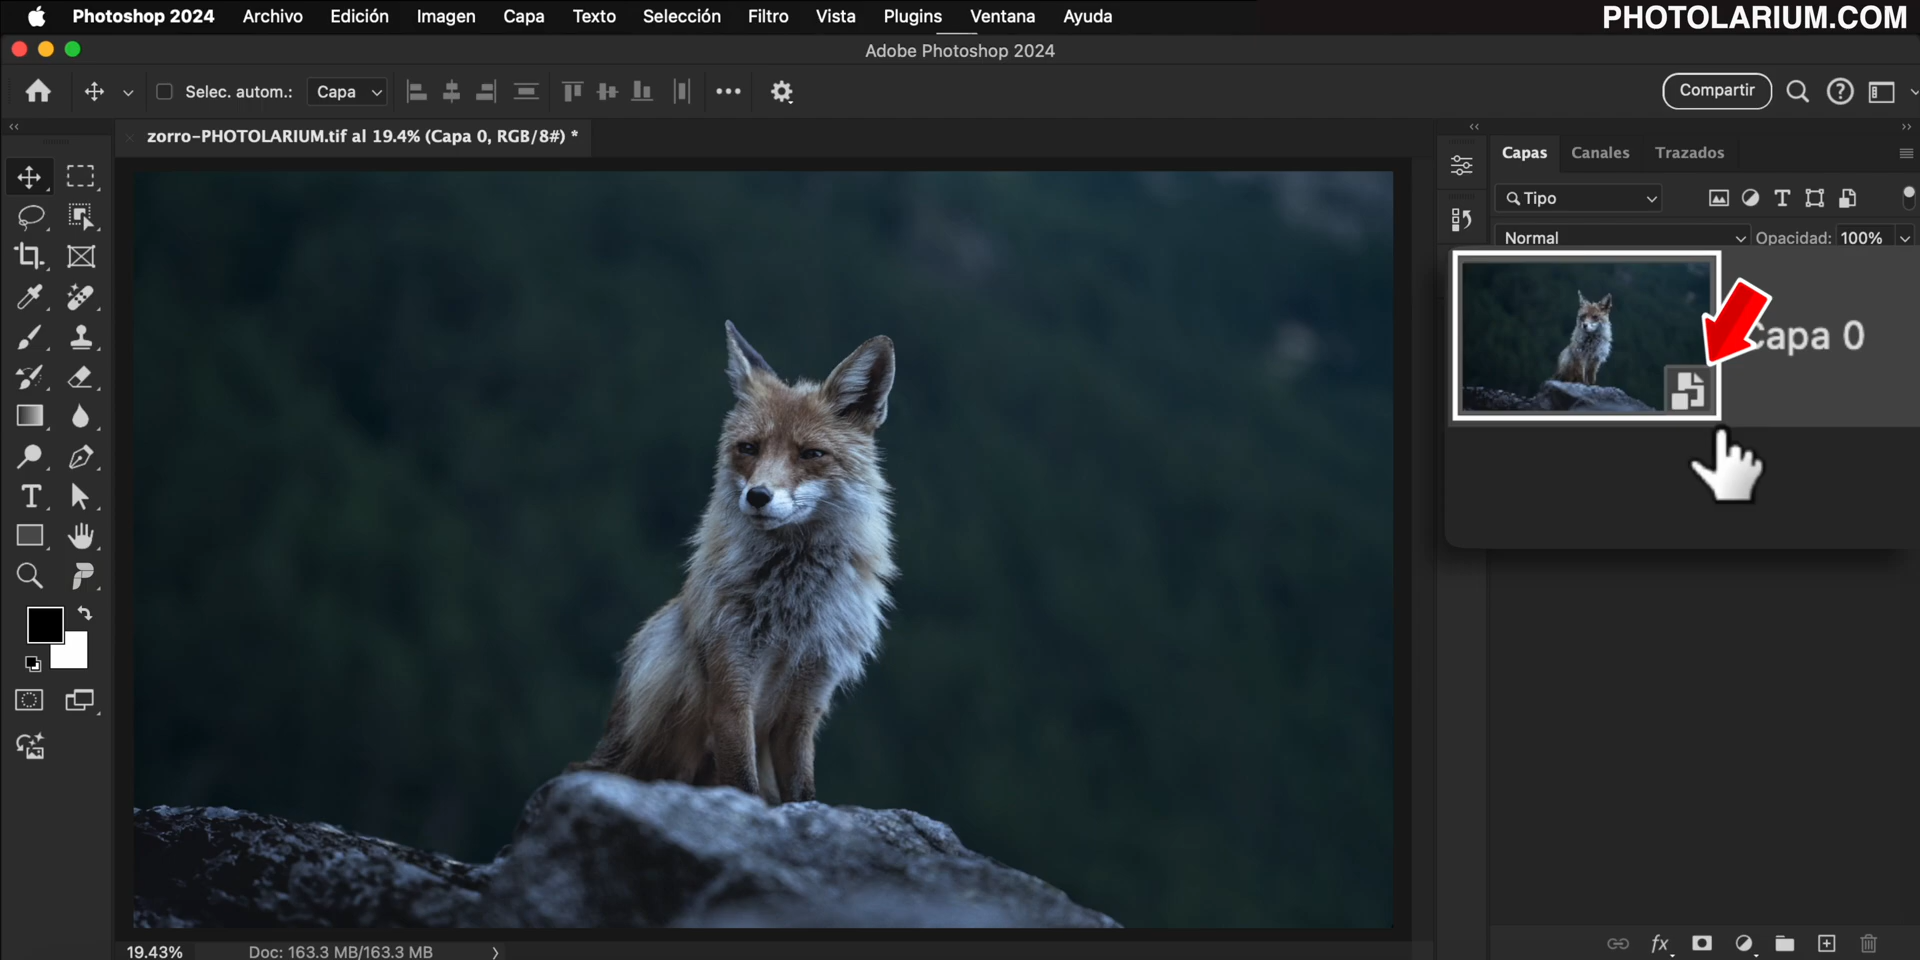 Photoshop 2024 Archivo Edición Imagen Capa Texto Selección Filtro Vista Plugins Ventana Ayuda PHOTOLARIUM.COM
Adobe Photoshop 2024
Selec. autom.: Capa Compartir
zorro-PHOTOLARIUM.tif al 19.4% (Capa 0, RGB/8#) *
Capas Canales Trazados
Tipo
Normal Opacidad: 100%
Capa 0
fx
19.43% Doc: 163.3 MB/163.3 MB